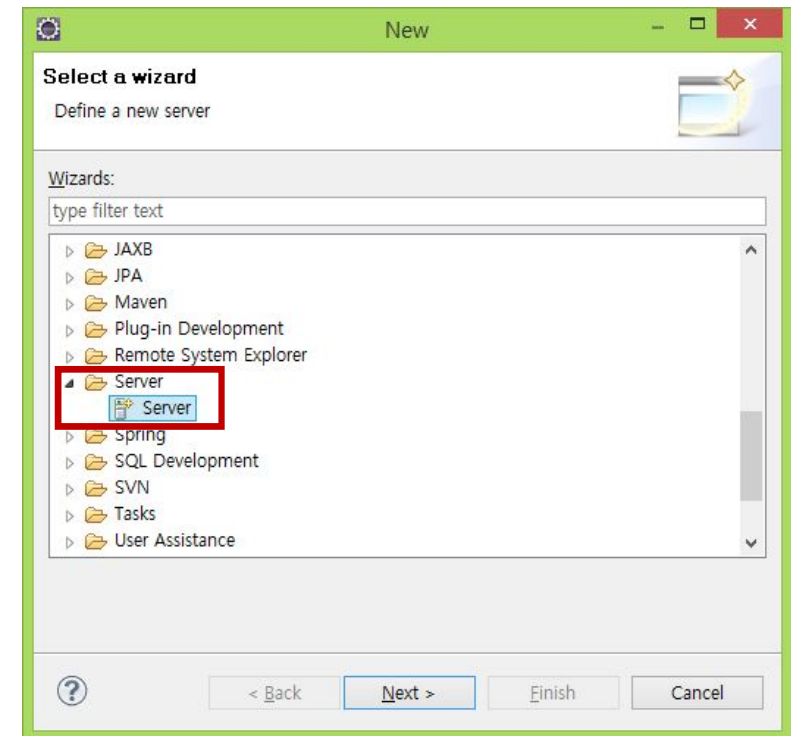 New
Select a wizard
Define a new server
Wizards:
type filter text
JAXB
JPA
Maven
Plug-in Development
Remote System Explorer
Server
Server
Spring
SQL Development
SVN
Tasks
User Assistance
?
< Back
Next >
Finish
Cancel